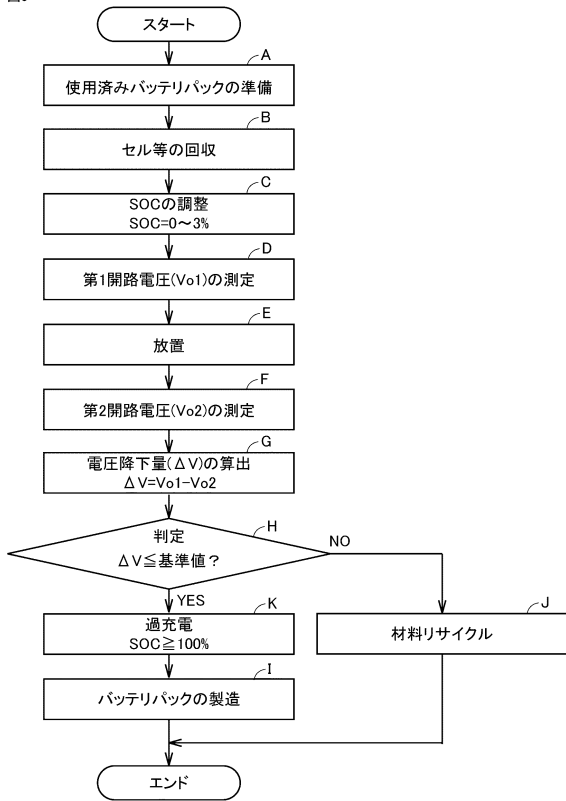 スタート
A
使用済みバッテリパックの準備
B
セル等の回収
C
SOCの調整
SOC=0～3%
D
第1開路電圧(Vo1)の測定
E
放置
F
第2開路電圧(Vo2)の測定
G
電圧降下量(ΔV)の算出
ΔV=Vo1-Vo2
H
判定
ΔV≦基準値？
NO
YES
K
過充電
SOC≧100%
J
材料リサイクル
I
バッテリパックの製造
エンド